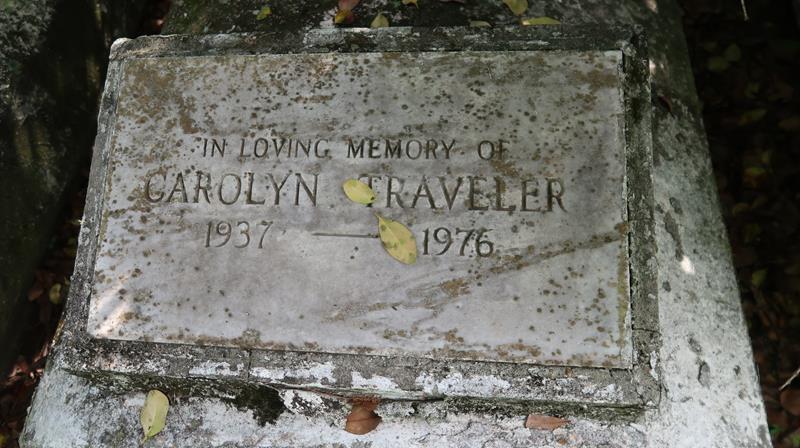 IN LOVING MEMORY OF
CAROLYN TRAVELER
1937 — 1976